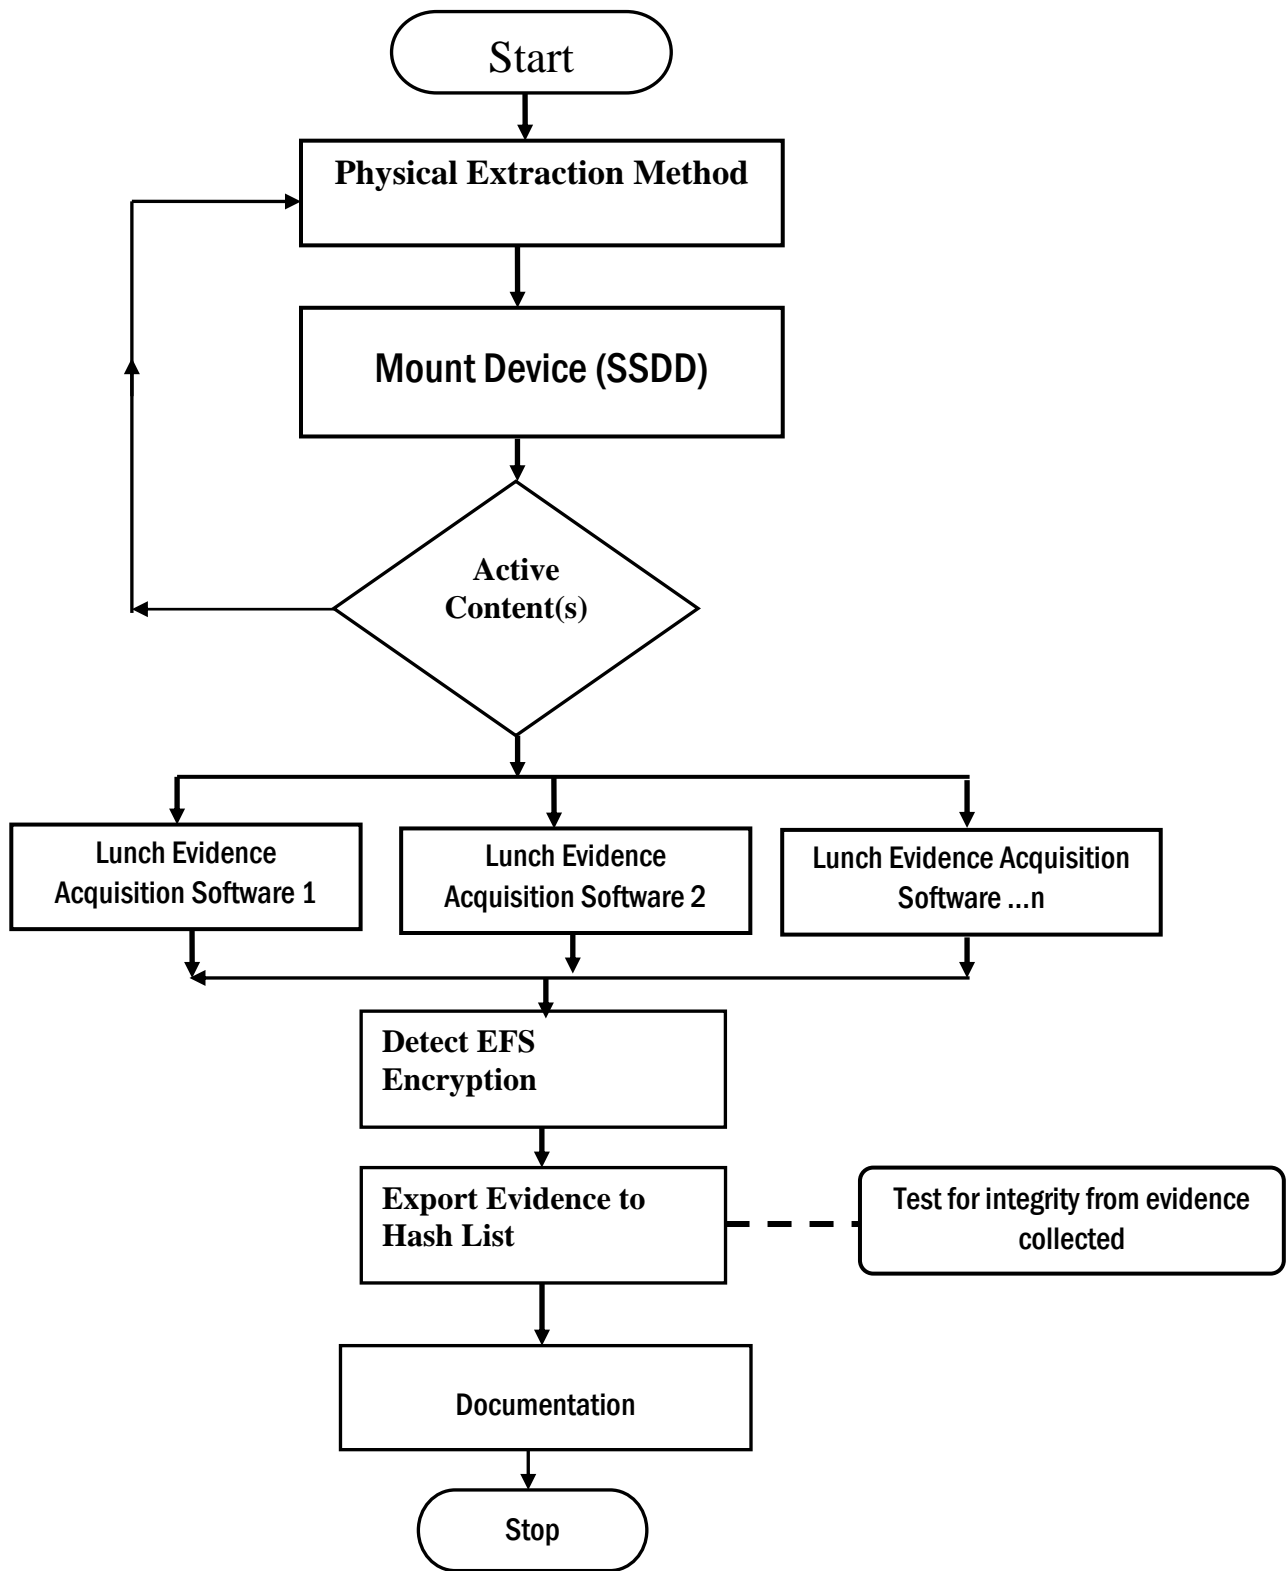 Start
Physical Extraction Method
Mount Device (SSDD)
Active
Content(s)
Lunch Evidence
Acquisition Software 1
Lunch Evidence
Acquisition Software 2
Lunch Evidence Acquisition
Software ...n
Detect EFS
Encryption
Export Evidence to
Hash List
Test for integrity from evidence
collected
Documentation
Stop